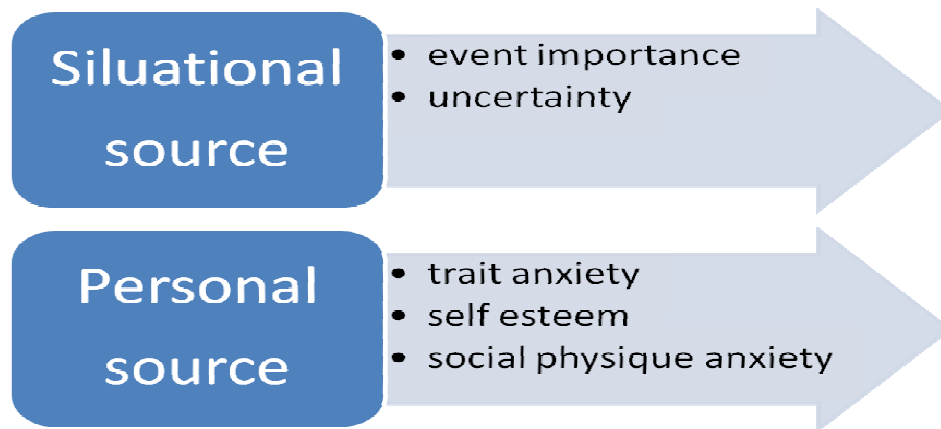 Siluational
source
• event importance
• uncertainty
Personal
source
• trait anxiety
• self esteem
• social physique anxiety